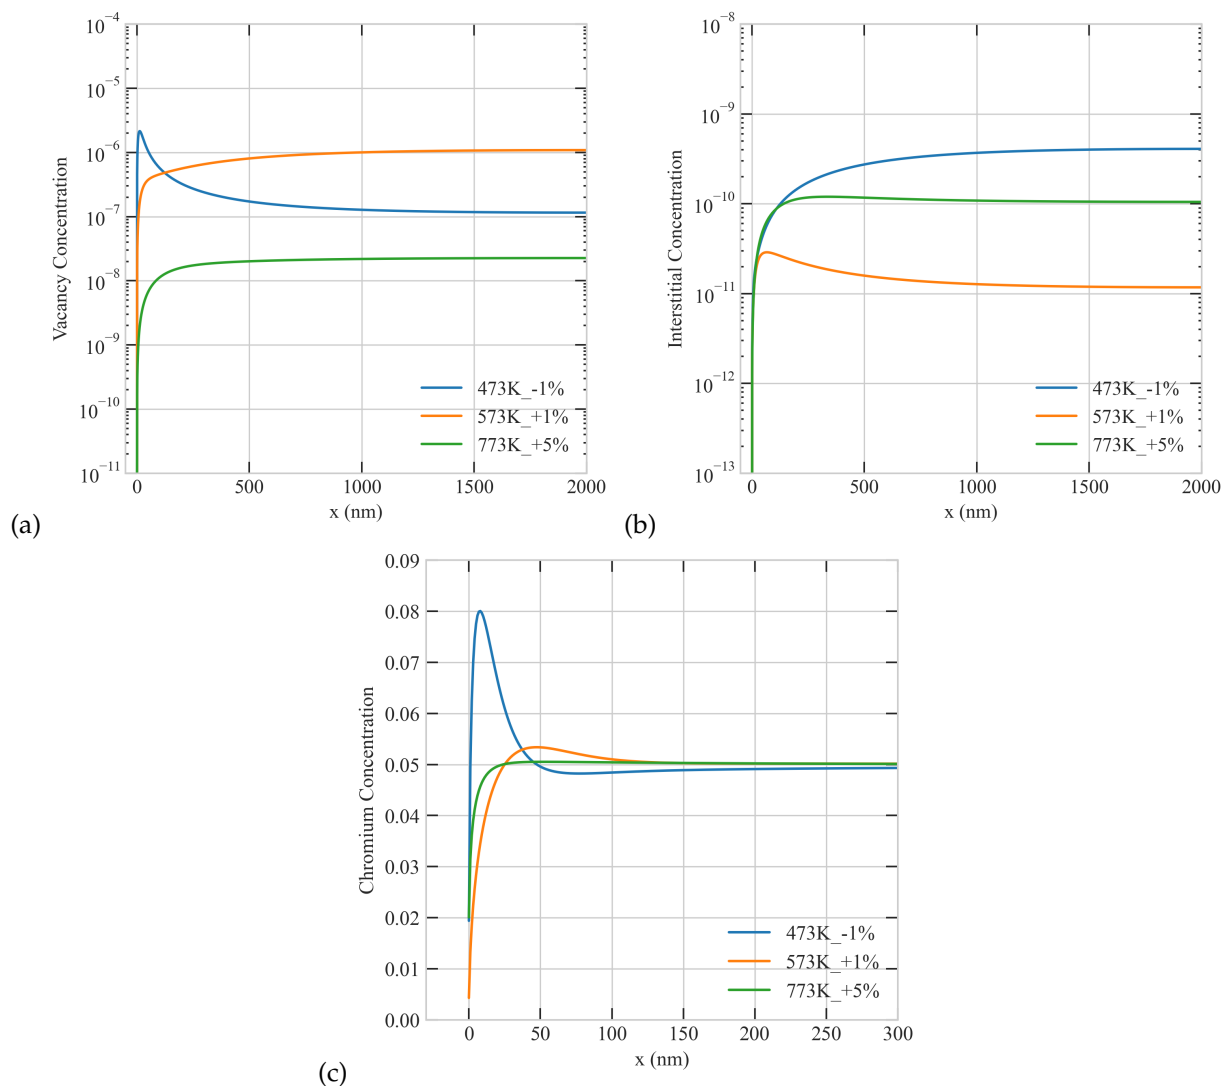 10⁻⁴
10⁻⁵
10⁻⁶
10⁻⁷
10⁻⁸
10⁻⁹
10⁻¹⁰
10⁻¹¹
Vacancy Concentration
473K_-1%
573K_+1%
773K_+5%
0 500 1000 1500 2000
x (nm)
(a)
10⁻⁸
10⁻⁹
10⁻¹⁰
10⁻¹¹
10⁻¹²
10⁻¹³
Interstitial Concentration
473K_-1%
573K_+1%
773K_+5%
0 500 1000 1500 2000
x (nm)
(b)
0.09
0.08
0.07
0.06
0.05
0.04
0.03
0.02
0.01
0.00
Chromium Concentration
473K_-1%
573K_+1%
773K_+5%
0 50 100 150 200 250 300
x (nm)
(c)